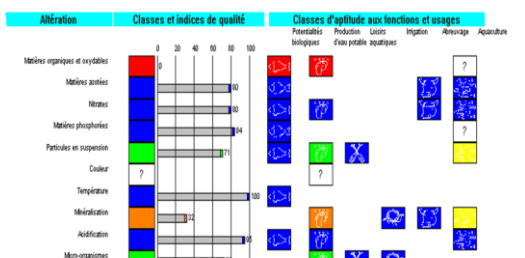 Altération
Classes et indices de qualité
Classes d'aptitude aux fonctions et usages
Potentialités biologiques
Production d'eau potable
Loisirs aquatiques
Irrigation
Abreuvage
Aquaculture
0 20 40 60 80 100
Matières organiques et oxydables 0 ?
Matières azotées 80
Nitrates 80
Matières phosphorées 84 ?
Particules en suspension 71
Couleur ? ?
Température 100
Minéralisation 32
Acidification 95
Micro-organismes